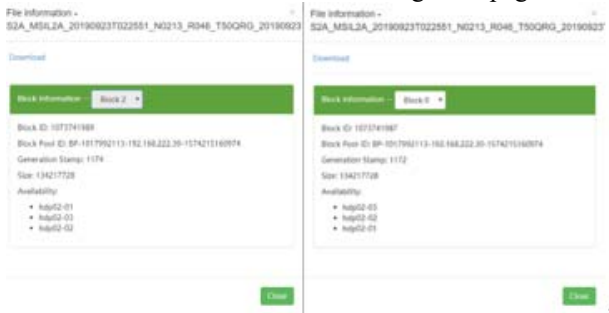 File information -
S2A_MSIL2A_20190923T022551_N0213_R046_T50QRG_20190923
Download
Block information --
Block 2
Block ID: 1073741989
Block Pool ID: BP-1017992113-192.168.222.30-1574215160974
Generation Stamp: 1174
Size: 134217728
Availability:
hdp02-01
hdp02-03
hdp02-02
Close
File information -
S2A_MSIL2A_20190923T022551_N0213_R046_T50QRG_20190923
Download
Block information --
Block 0
Block ID: 1073741987
Block Pool ID: BP-1017992113-192.168.222.30-1574215160974
Generation Stamp: 1172
Size: 134217728
Availability:
hdp02-03
hdp02-02
hdp02-01
Close